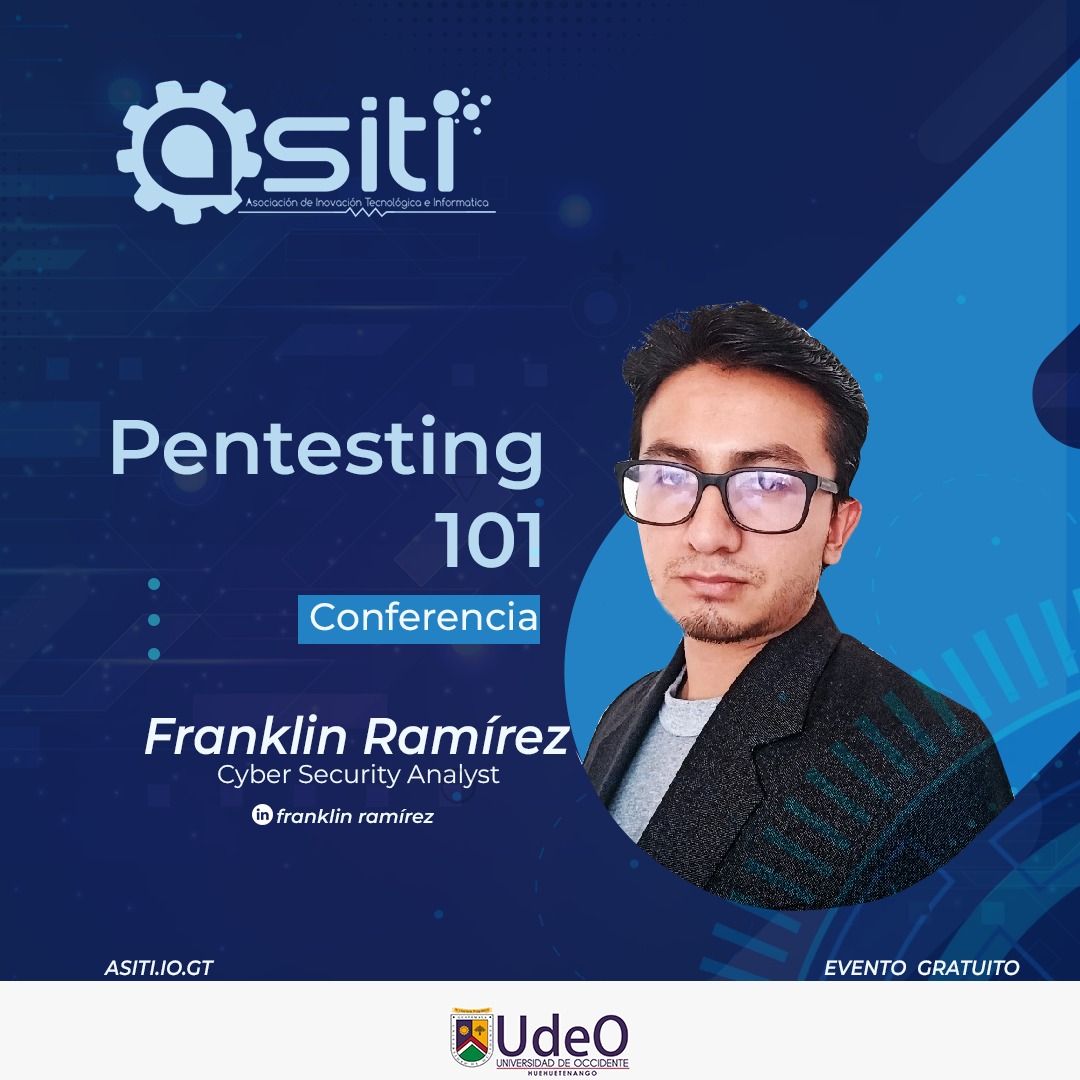 asiti
Asociación de Inovación Tecnológica e Informatica
Pentesting
101
Conferencia
Franklin Ramírez
Cyber Security Analyst
in franklin ramírez
ASITI.IO.GT
EVENTO GRATUITO
UdeO
UNIVERSIDAD DE OCCIDENTE
HUEHUETENANGO